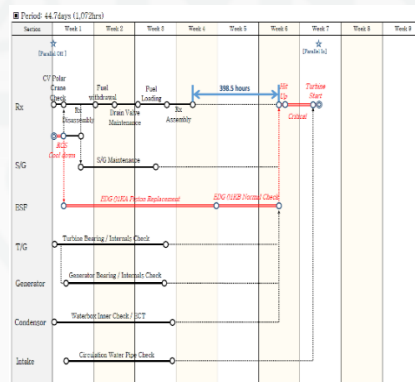 Period: 44.7days (1,072hrs)
Section Week 1 Week 2 Week 3 Week 4 Week 5 Week 6 Week 7 Week 8 Week 9
[Parallel Off] [Parallel In]
CV Polar
Crane
Check
Fuel
withdrawal
Fuel
Loading
398.5 hours
Hit
Up
Turbine
Start
Rx
Rx
Disassembly
Drain Valve
Maintenance
Rx
Assembly
Critical
RCS
Cool down
S/G
S/G Maintenance
EDG 01KA Piston Replacement
EDG 01KB Normal Check
T/G
Turbine Bearing / Internals Check
Generator
Generator Bearing / Internals Check
Condensor
Waterbox Inner Check / ECT
Intake
Circulation Water Pipe Check